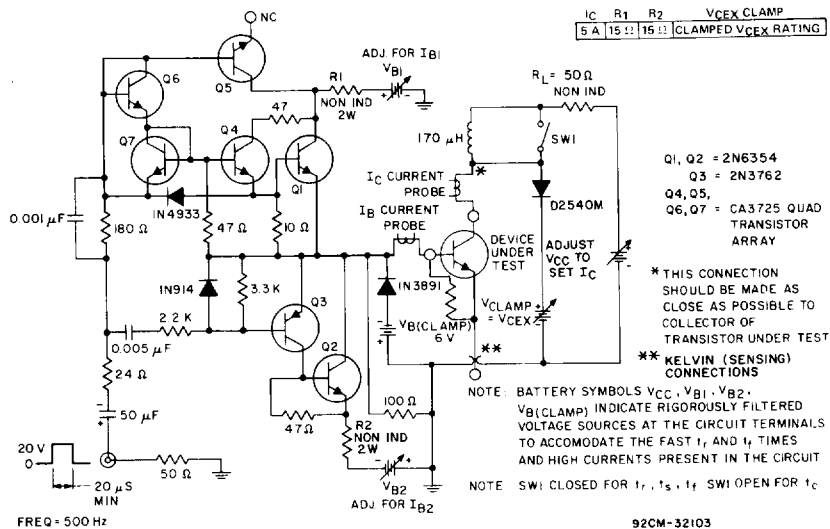 IC R1 R2 VCEX CLAMP
5 A 15 Ω 15 Ω CLAMPED VCEX RATING
NC
Q6
Q5
ADJ. FOR IB1
VB1
+ -
R1
NON IND
2W
RL = 50 Ω
NON IND
47
Q7
Q4
Q1
170 µH
SW1
IC CURRENT
PROBE
*
1N4933
D2540M
+
-
Q1, Q2 = 2N6354
Q3 = 2N3762
Q4,Q5,
Q6,Q7 = CA3725 QUAD
TRANSISTOR
ARRAY
0.001 µF
180 Ω
47 Ω
10 Ω
IB CURRENT
PROBE
DEVICE
UNDER
TEST
ADJUST
VCC TO
SET IC
1N914
3.3 K
Q3
1N3891
VCLAMP +
= VCEX -
* THIS CONNECTION
SHOULD BE MADE AS
CLOSE AS POSSIBLE TO
COLLECTOR OF
TRANSISTOR UNDER TEST
2.2 K
0.005 µF
Q2
-
+
VB(CLAMP)
6 V
**
** KELVIN (SENSING)
CONNECTIONS
24 Ω
-
+
50 µF
47 Ω
R2
NON IND
2W
100 Ω
NOTE: BATTERY SYMBOLS VCC, VB1, VB2,
VB(CLAMP) INDICATE RIGOROUSLY FILTERED
VOLTAGE SOURCES AT THE CIRCUIT TERMINALS
TO ACCOMODATE THE FAST tr AND tf TIMES
AND HIGH CURRENTS PRESENT IN THE CIRCUIT
20 V
0
20 µS
MIN
50 Ω
- +
VB2
ADJ. FOR IB2
NOTE SW1 CLOSED FOR tr, ts, tf SW1 OPEN FOR tc
FREQ = 500 Hz
92CM-32103